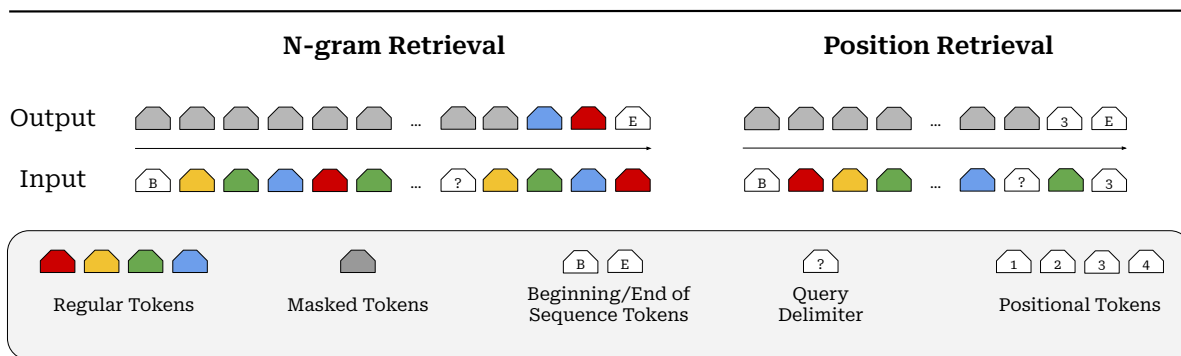 N-gram Retrieval
Position Retrieval
Output
... E
... 3 E
Input
B ... ?
B ... ? 3
B E
?
1 2 3 4
Regular Tokens
Masked Tokens
Beginning/End of
Sequence Tokens
Query
Delimiter
Positional Tokens